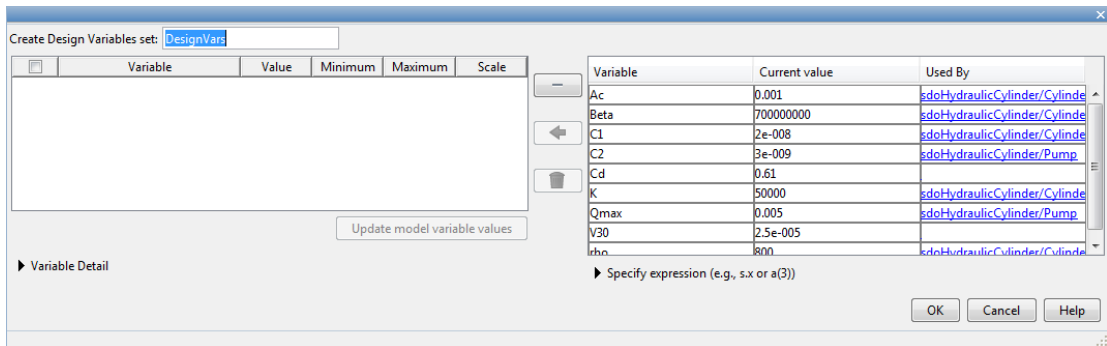 Create Design Variables set: DesignVars
Variable Value Minimum Maximum Scale
Variable Current value Used By
Ac 0.001 sdoHydraulicCylinder/Cylinde
Beta 700000000 sdoHydraulicCylinder/Cylinde
C1 2e-008 sdoHydraulicCylinder/Cylinde
C2 3e-009 sdoHydraulicCylinder/Pump
Cd 0.61
K 50000 sdoHydraulicCylinder/Cylinde
Qmax 0.005 sdoHydraulicCylinder/Pump
V30 2.5e-005
rho 800 sdoHydraulicCylinder/Cylinde
Update model variable values
Variable Detail
Specify expression (e.g., s.x or a(3))
OK Cancel Help